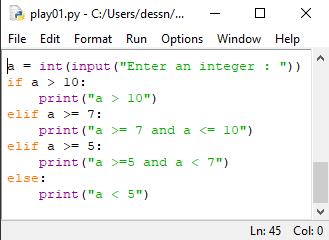 play01.py - C:/Users/dessn/...
File Edit Format Run Options Window Help
a = int(input("Enter an integer : "))
if a > 10:
    print("a > 10")
elif a >= 7:
    print("a >= 7 and a <= 10")
elif a >= 5:
    print("a >=5 and a < 7")
else:
    print("a < 5")
Ln: 45 Col: 0